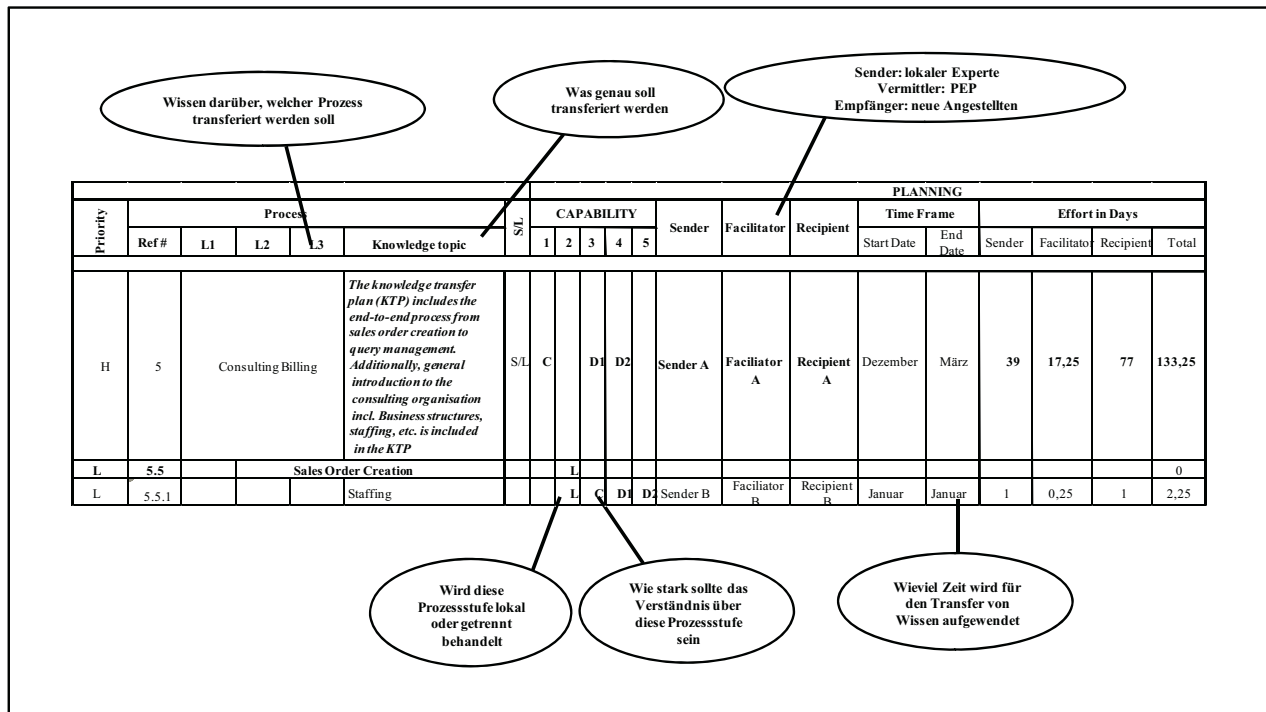 Wissen darüber, welcher Prozess
transferiert werden soll
Was genau soll
transferiert werden
Sender: lokaler Experte
Vermittler: PEP
Empfänger: neue Angestellten
PLANNING
Priority Process S/L CAPABILITY Sender Facilitator Recipient Time Frame Effort in Days
Ref # L1 L2 L3 Knowledge topic 1 2 3 4 5 Start Date End Date Sender Facilitator Recipient Total
H 5 Consulting Billing
The knowledge transfer
plan (KTP) includes the
end-to-end process from
sales order creation to
query management.
Additionally, general
introduction to the
consulting organisation
incl. Business structures,
staffing, etc. is included
in the KTP
S/L C D1 D2 Sender A Faciliator A Recipient A Dezember März 39 17,25 77 133,25
L 5.5 Sales Order Creation L 0
L 5.5.1 Staffing L C D1 D2 Sender B Faciliator B Recipient B Januar Januar 1 0,25 1 2,25
Wird diese
Prozessstufe lokal
oder getrennt
behandelt
Wie stark sollte das
Verständnis über
diese Prozessstufe
sein
Wieviel Zeit wird für
den Transfer von
Wissen aufgewendet